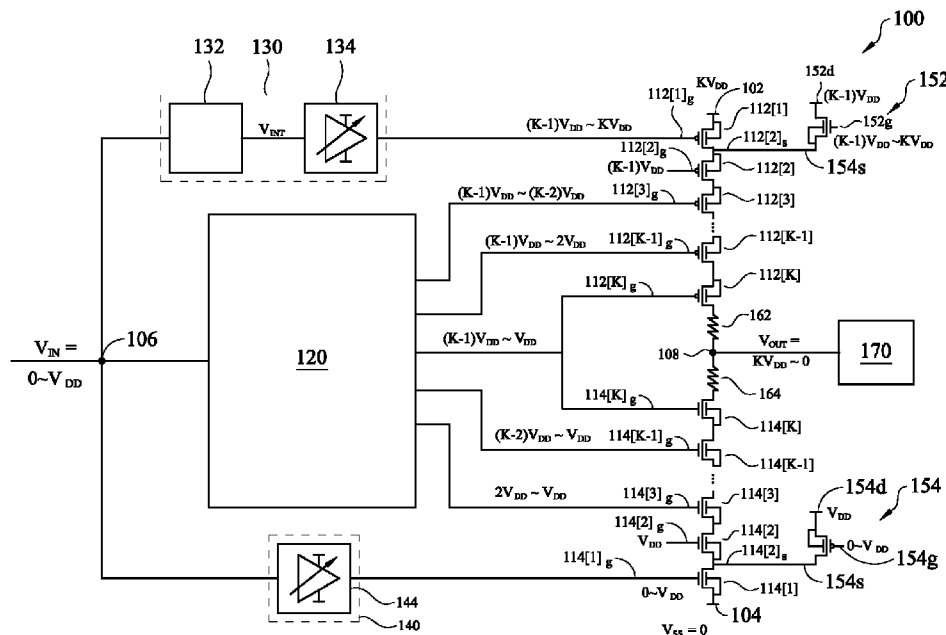 100
132
130
134
V_INT
KV_DD
102
112[1]_g
112[1]
152d
152
(K-1)V_DD
152g
(K-1)V_DD ~ KV_DD
(K-1)V_DD~KV_DD
112[2]_s
154s
112[2]_g
112[2]
(K-1)V_DD
(K-1)V_DD ~ (K-2)V_DD
112[3]_g
112[3]
(K-1)V_DD ~ 2V_DD
112[K-1]_g
112[K-1]
112[K]_g
112[K]
162
V_IN =
106
0~V_DD
120
(K-1)V_DD ~ V_DD
108
V_OUT =
KV_DD ~ 0
170
164
114[K]_g
114[K]
(K-2)V_DD ~ V_DD
114[K-1]_g
114[K-1]
2V_DD ~ V_DD
114[3]_g
114[3]
154d
154
V_DD
114[2]_g
114[2]
V_DD
0~V_DD
154g
114[2]_s
154s
114[1]_g
0~V_DD
114[1]
144
140
104
V_SS = 0